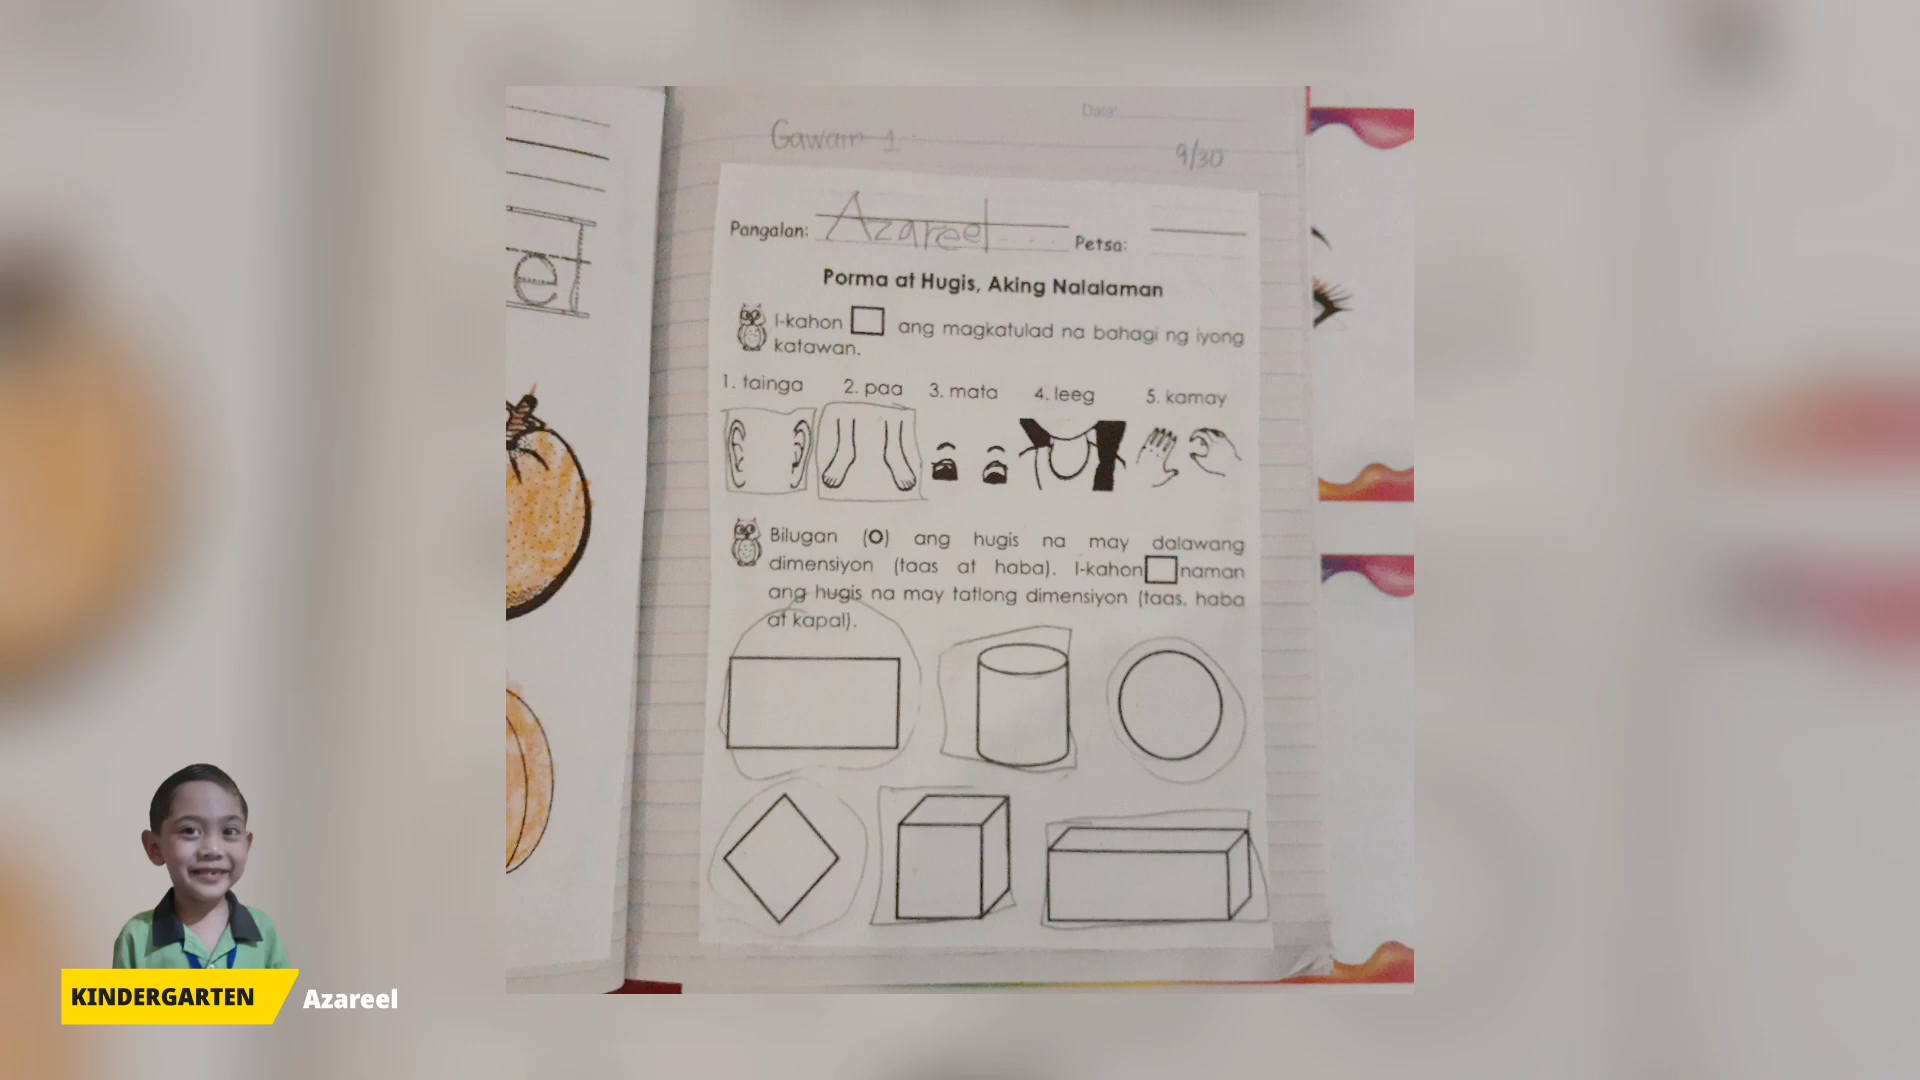 Data:
Gawain 1
9/30
Pangalan: Azareel Petsa:
Porma at Hugis, Aking Nalalaman
I-kahon ang magkatulad na bahagi ng iyong
katawan.
1. tainga 2. paa 3. mata 4. leeg 5. kamay
Bilugan (O) ang hugis na may dalawang
dimensiyon (taas at haba). I-kahon naman
ang hugis na may tatlong dimensiyon (taas, haba
at kapal).
el
KINDERGARTEN Azareel